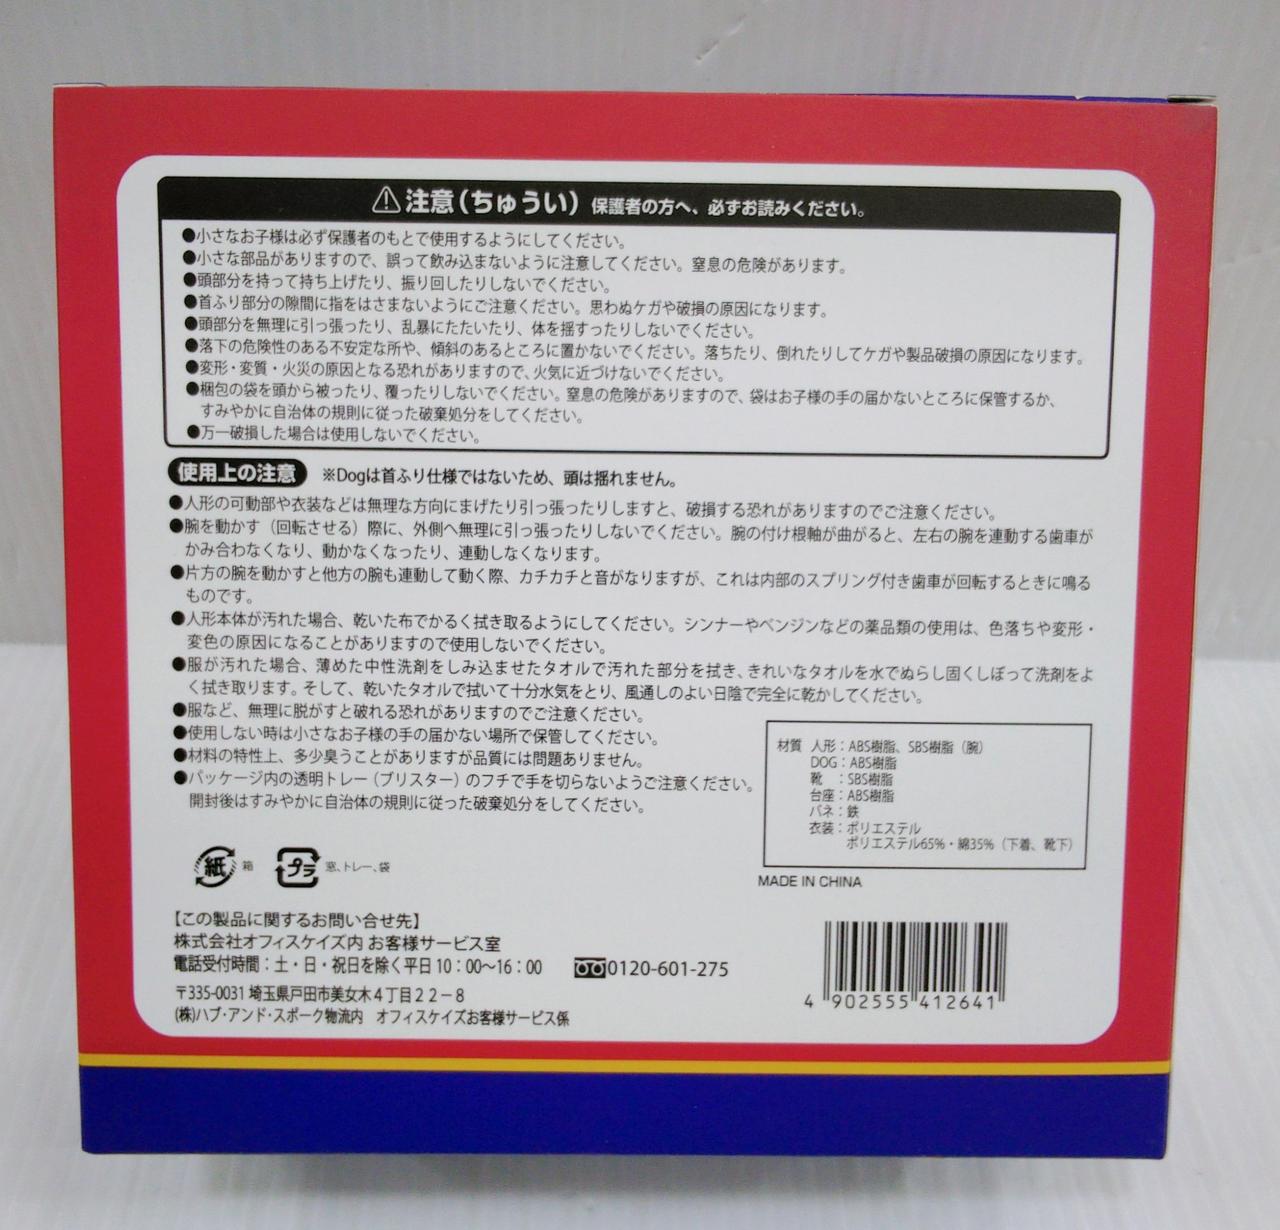 ⚠注意(ちゅうい) 保護者の方へ、必ずお読みください。
●小さなお子様は必ず保護者のもとで使用するようにしてください。
●小さな部品がありますので、誤って飲み込まないように注意してください。窒息の危険があります。
●頭部分を持って持ち上げたり、振り回したりしないでください。
●首ふり部分の隙間に指をはさまないようにご注意ください。思わぬケガや破損の原因になります。
●頭部分を無理に引っ張ったり、乱暴にたたいたり、体を揺すったりしないでください。
●落下の危険性のある不安定な所や、傾斜のあるところに置かないでください。落ちたり、倒れたりしてケガや製品破損の原因になります。
●変形・変質・火災の原因となる恐れがありますので、火気に近づけないでください。
●梱包の袋を頭から被ったり、覆ったりしないでください。窒息の危険がありますので、袋はお子様の手の届かないところに保管するか、
すみやかに自治体の規則に従った破棄処分をしてください。
●万一破損した場合は使用しないでください。
使用上の注意 ※Dogは首ふり仕様ではないため、頭は揺れません。
●人形の可動部や衣装などは無理な方向にまげたり引っ張ったりしますと、破損する恐れがありますのでご注意ください。
●腕を動かす（回転させる）際に、外側へ無理に引っ張ったりしないでください。腕の付け根軸が曲がると、左右の腕を連動する歯車が
かみ合わなくなり、動かなくなったり、連動しなくなります。
●片方の腕を動かすと他方の腕も連動して動く際、カチカチと音がなりますが、これは内部のスプリング付き歯車が回転するときに鳴る
ものです。
●人形本体が汚れた場合、乾いた布でかるく拭き取るようにしてください。シンナーやベンジンなどの薬品類の使用は、色落ちや変形・
変色の原因になることがありますので使用しないでください。
●服が汚れた場合、薄めた中性洗剤をしみ込ませたタオルで汚れた部分を拭き、きれいなタオルを水でぬらし固くしぼって洗剤をよ
く拭き取ります。そして、乾いたタオルで拭いて十分水気をとり、風通しのよい日陰で完全に乾かしてください。
●服など、無理に脱がすと破れる恐れがありますのでご注意ください。
●使用しない時は小さなお子様の手の届かない場所で保管してください。
●材料の特性上、多少臭うことがありますが品質には問題ありません。
●パッケージ内の透明トレー（ブリスター）のフチで手を切らないようご注意ください。
開封後はすみやかに自治体の規則に従った破棄処分をしてください。
材質 人形：ABS樹脂、SBS樹脂（腕）
DOG：ABS樹脂
靴 ：SBS樹脂
台座：ABS樹脂
バネ：鉄
衣装：ポリエステル
ポリエステル65%・綿35%（下着、靴下）
MADE IN CHINA
紙 箱 プラ 窓、トレー、袋
【この製品に関するお問い合せ先】
株式会社オフィスケイズ内 お客様サービス室
電話受付時間：土・日・祝日を除く平日10：00〜16：00 0120-601-275
〒335-0031 埼玉県戸田市美女木4丁目22－8
(株)ハブ・アンド・スポーク物流内 オフィスケイズお客様サービス係
4 902555 412641